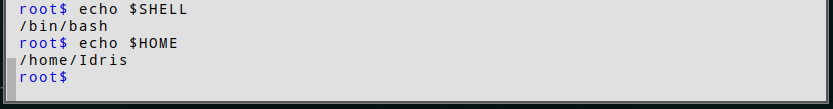 root$ echo $SHELL
/bin/bash
root$ echo $HOME
/home/Idris
root$